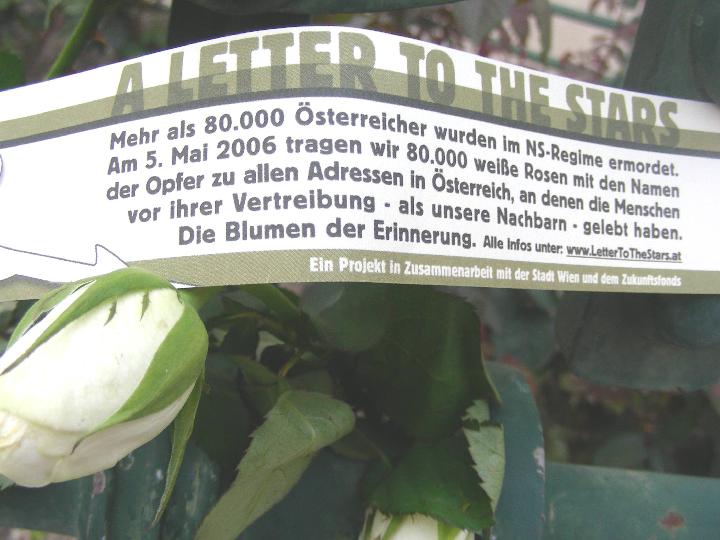 A LETTER TO THE STARS
Mehr als 80.000 Österreicher wurden im NS-Regime ermordet.
Am 5. Mai 2006 tragen wir 80.000 weiße Rosen mit den Namen
der Opfer zu allen Adressen in Österreich, an denen die Menschen
vor ihrer Vertreibung - als unsere Nachbarn - gelebt haben.
Die Blumen der Erinnerung. Alle Infos unter: www.LetterToTheStars.at
Ein Projekt in Zusammenarbeit mit der Stadt Wien und dem Zukunftsfonds